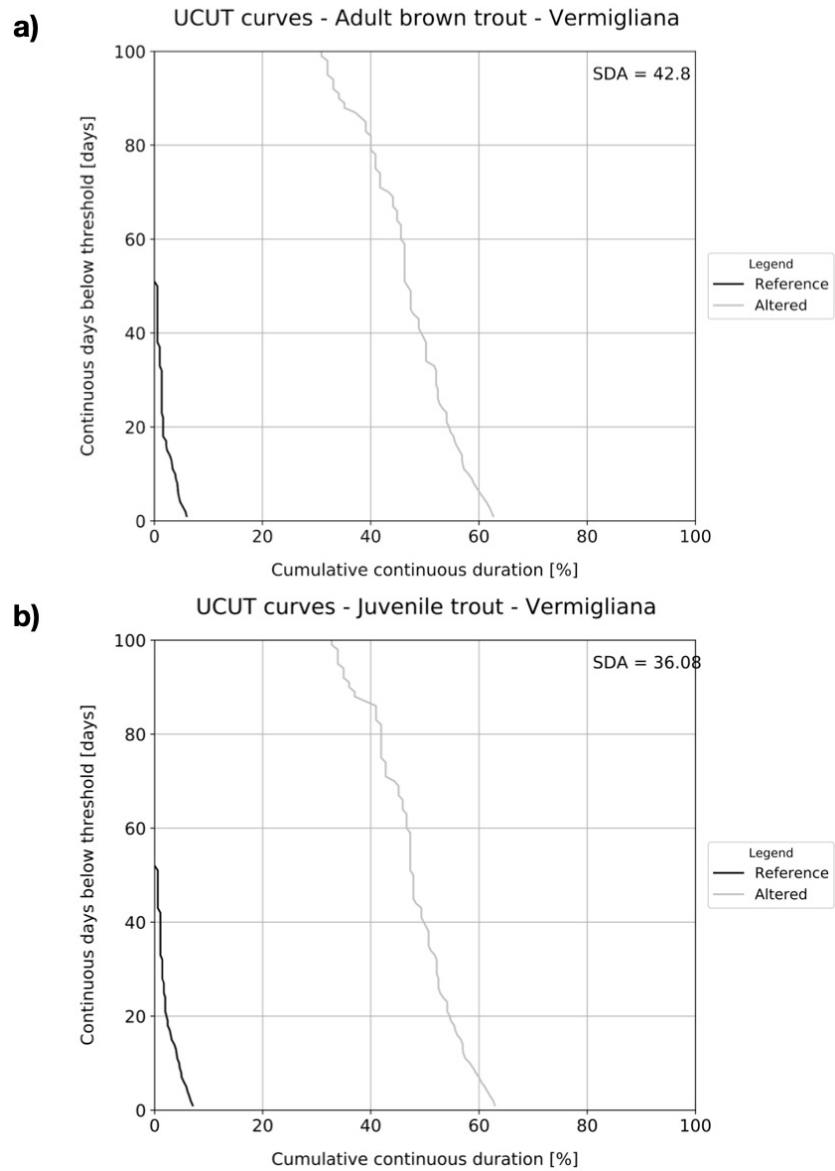 a)
UCUT curves - Adult brown trout - Vermigliana
SDA = 42.8
Continuous days below threshold [days]
100
80
60
40
20
0
0 20 40 60 80 100
Cumulative continuous duration [%]
Legend
Reference
Altered
b)
UCUT curves - Juvenile trout - Vermigliana
SDA = 36.08
Continuous days below threshold [days]
100
80
60
40
20
0
0 20 40 60 80 100
Cumulative continuous duration [%]
Legend
Reference
Altered